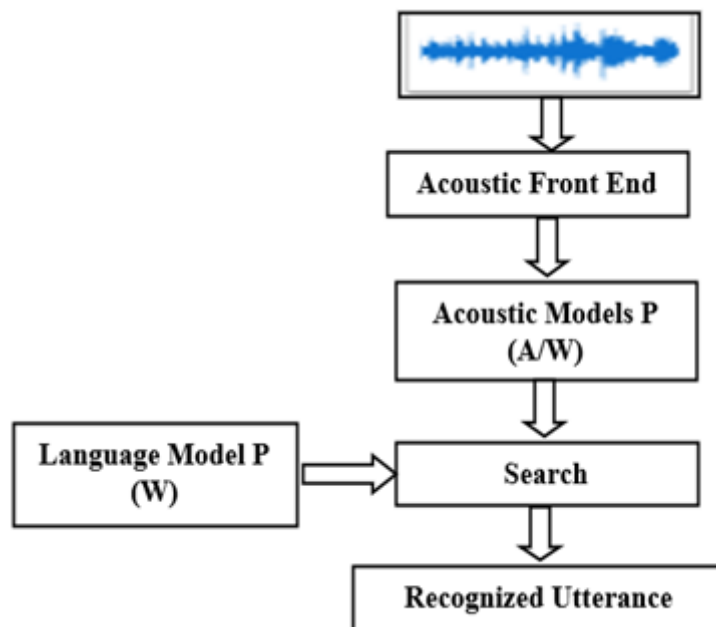 Acoustic Front End
Acoustic Models P
(A/W)
Language Model P
(W)
Search
Recognized Utterance